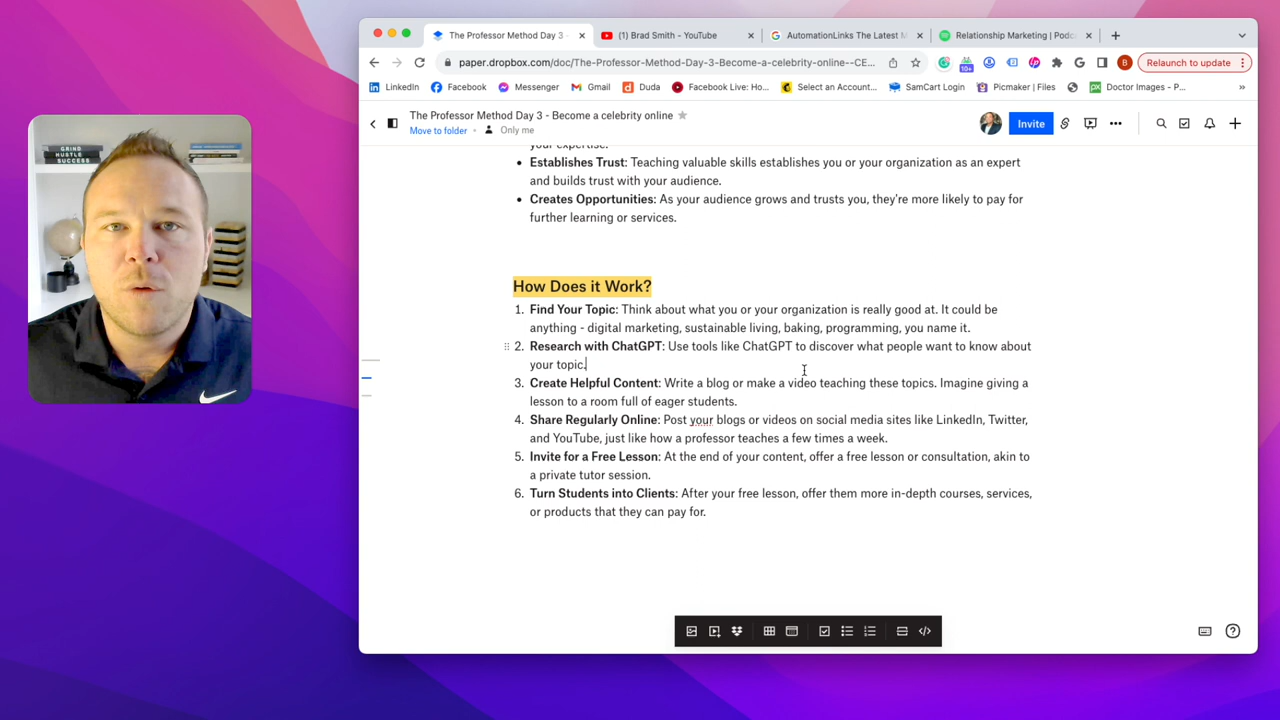 GRIND
HUSTLE
SUCCESS
The Professor Method Day 3 -
(1) Brad Smith - YouTube
AutomationLinks The Latest M
Relationship Marketing | Podc
paper.dropbox.com/doc/The-Professor-Method-Day-3-Become-a-celebrity-online--CE...
10+
B
Relaunch to update
LinkedIn
Facebook
Messenger
Gmail
Duda
Facebook Live: Ho...
Select an Account...
SamCart Login
Picmaker | Files
Doctor Images - P...
»
The Professor Method Day 3 - Become a celebrity online
Move to folder
Only me
Invite
your expertise.
• Establishes Trust: Teaching valuable skills establishes you or your organization as an expert
and builds trust with your audience.
• Creates Opportunities: As your audience grows and trusts you, they're more likely to pay for
further learning or services.
How Does it Work?
1. Find Your Topic: Think about what you or your organization is really good at. It could be
anything - digital marketing, sustainable living, baking, programming, you name it.
2. Research with ChatGPT: Use tools like ChatGPT to discover what people want to know about
your topic.
3. Create Helpful Content: Write a blog or make a video teaching these topics. Imagine giving a
lesson to a room full of eager students.
4. Share Regularly Online: Post your blogs or videos on social media sites like LinkedIn, Twitter,
and YouTube, just like how a professor teaches a few times a week.
5. Invite for a Free Lesson: At the end of your content, offer a free lesson or consultation, akin to
a private tutor session.
6. Turn Students into Clients: After your free lesson, offer them more in-depth courses, services,
or products that they can pay for.